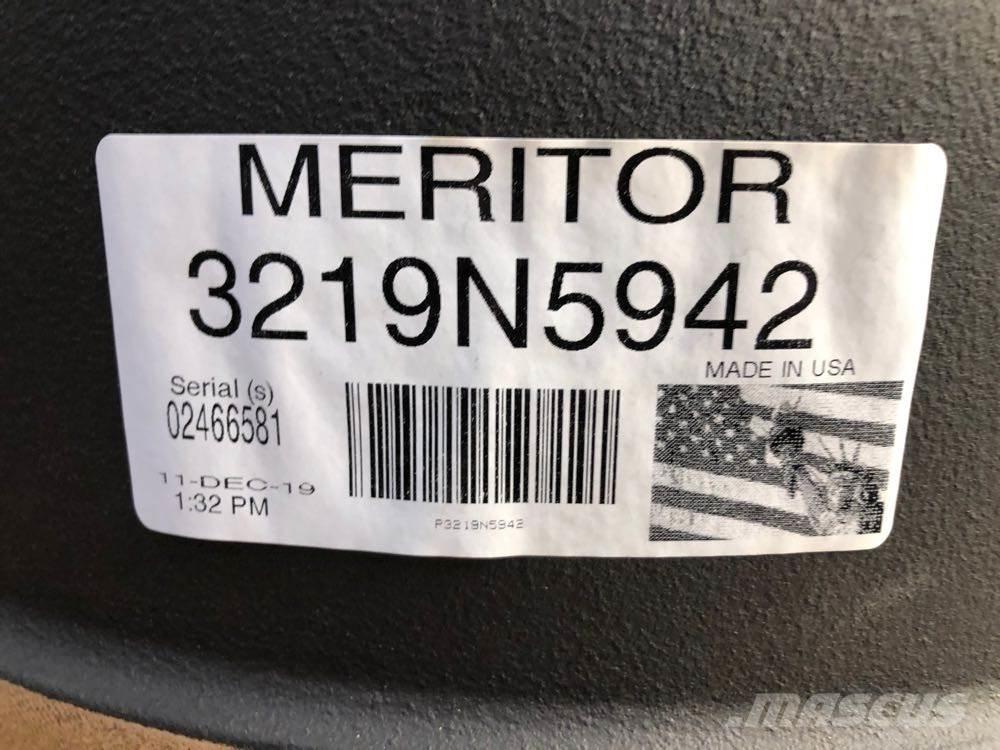 MERITOR
3219N5942
MADE IN USA
Serial (s)
02466581
11-DEC-19
1:32 PM
P3219N5942
MASCUS